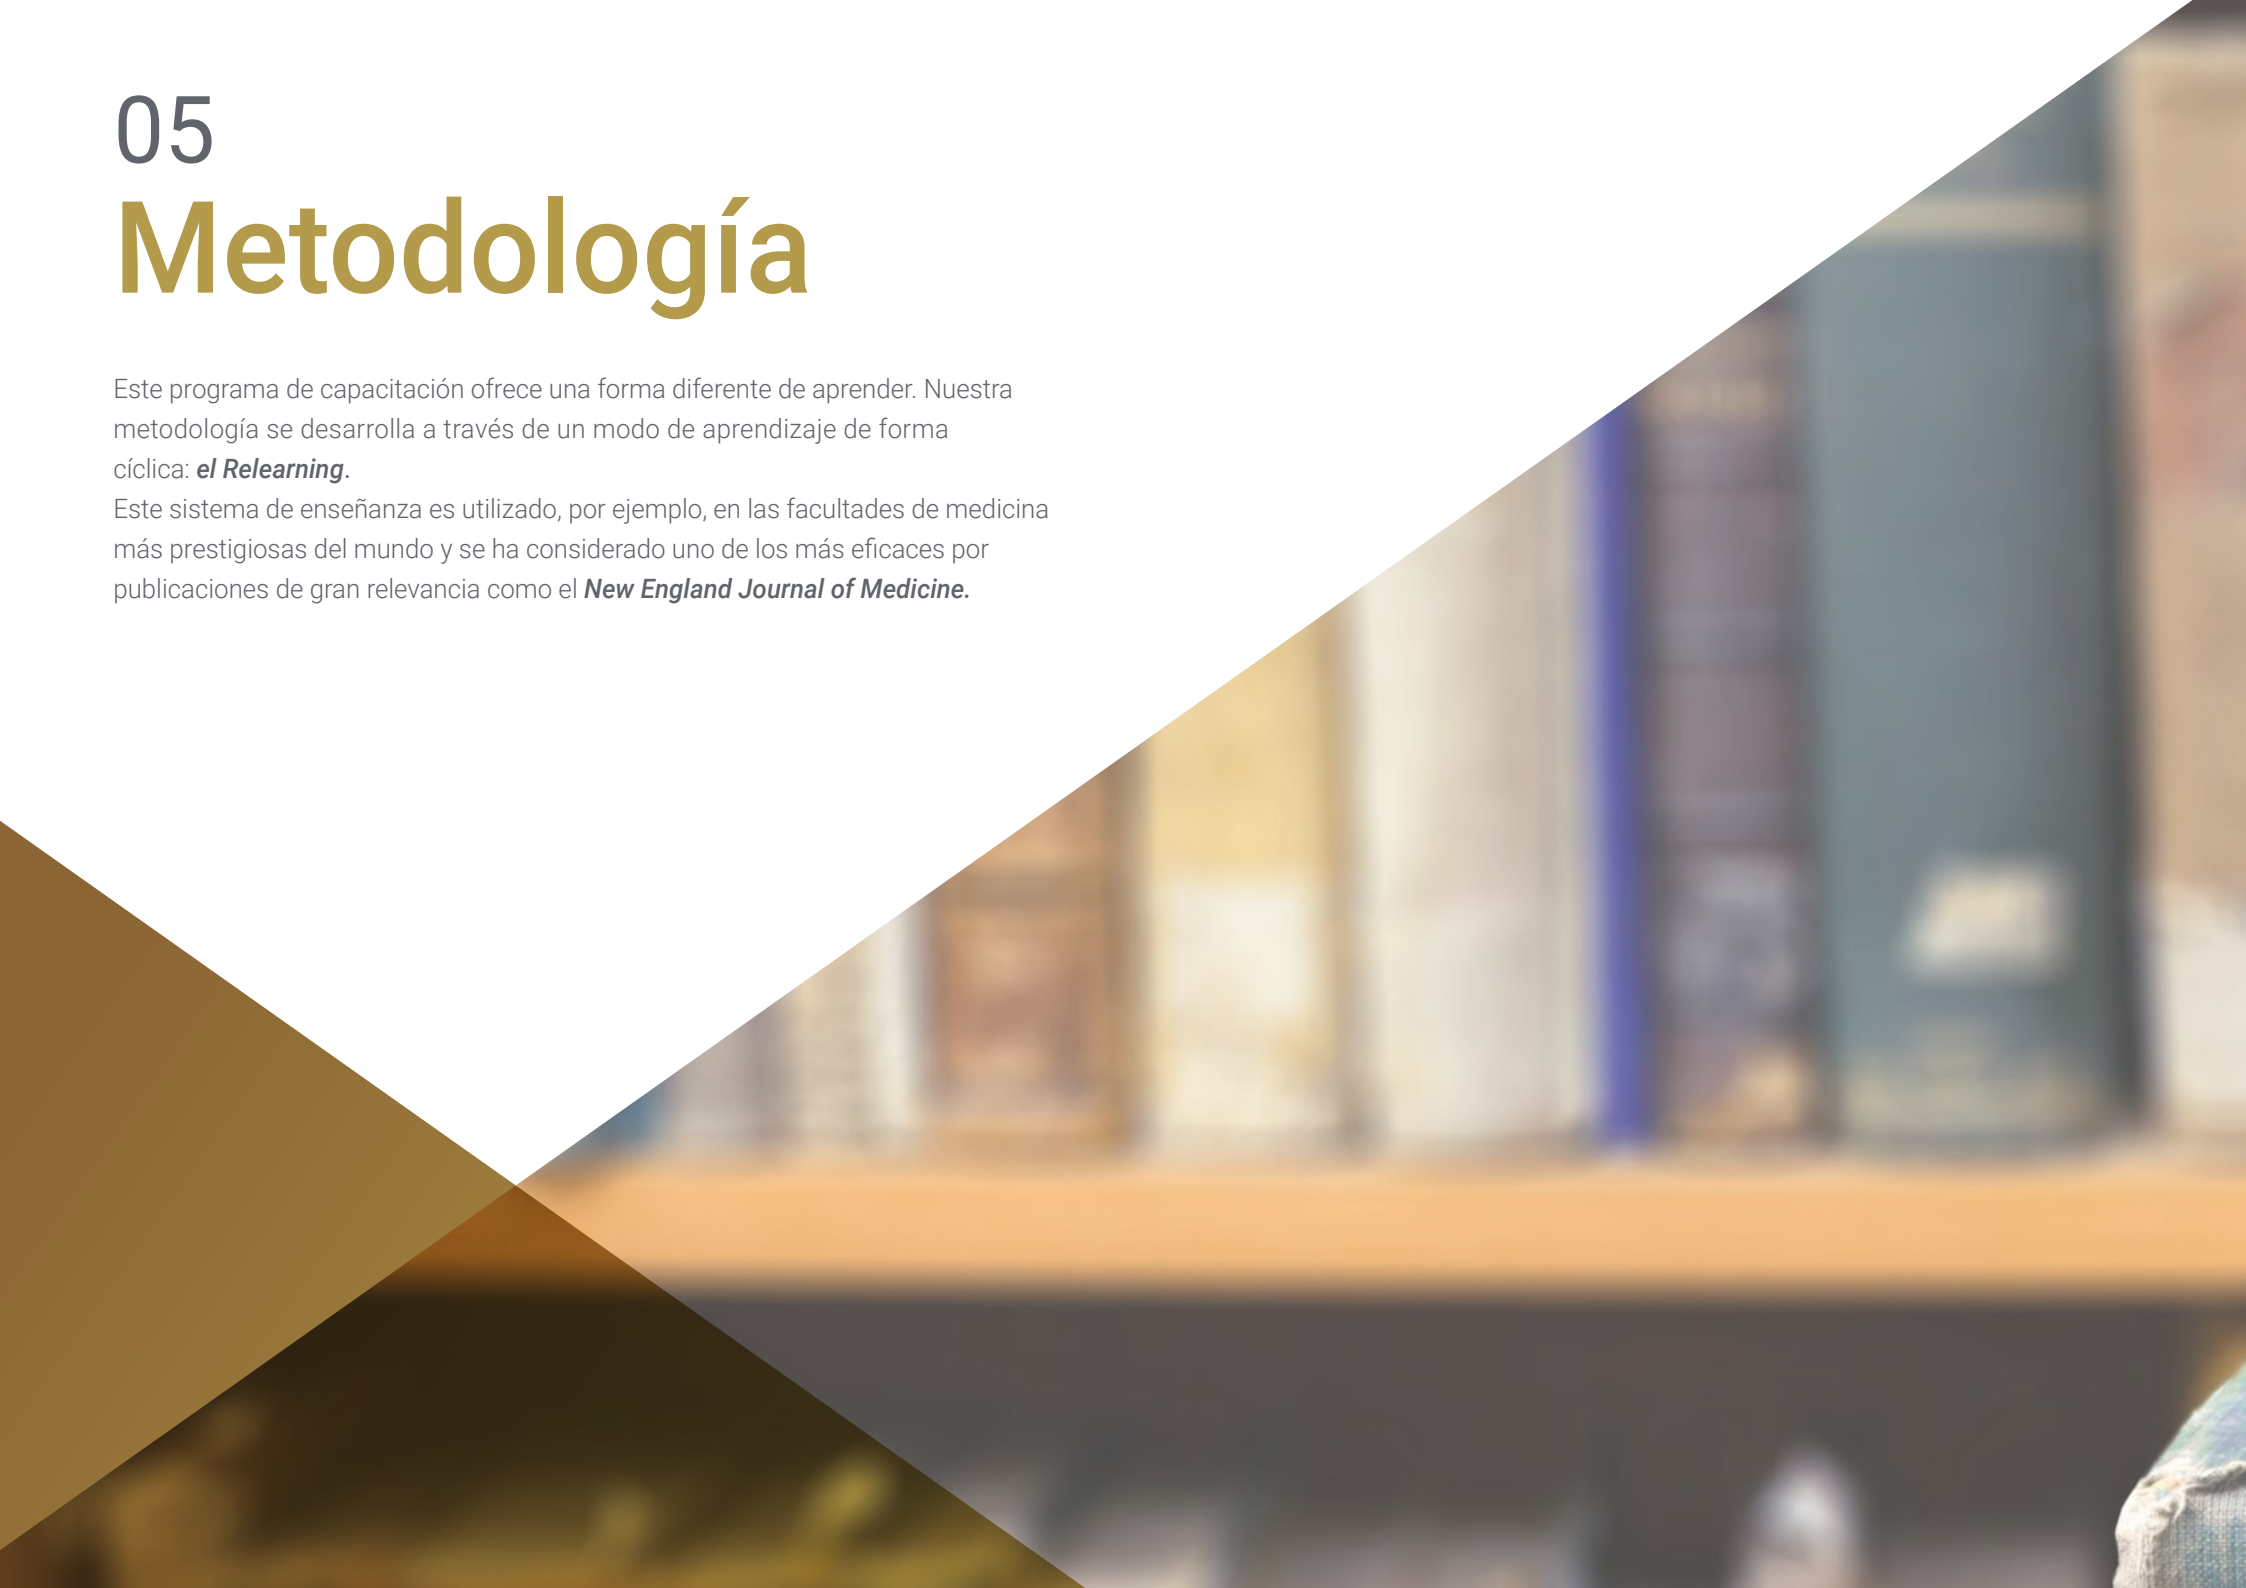 05
Metodología
Este programa de capacitación ofrece una forma diferente de aprender. Nuestra
metodología se desarrolla a través de un modo de aprendizaje de forma
cíclica: el Relearning.
Este sistema de enseñanza es utilizado, por ejemplo, en las facultades de medicina
más prestigiosas del mundo y se ha considerado uno de los más eficaces por
publicaciones de gran relevancia como el New England Journal of Medicine.